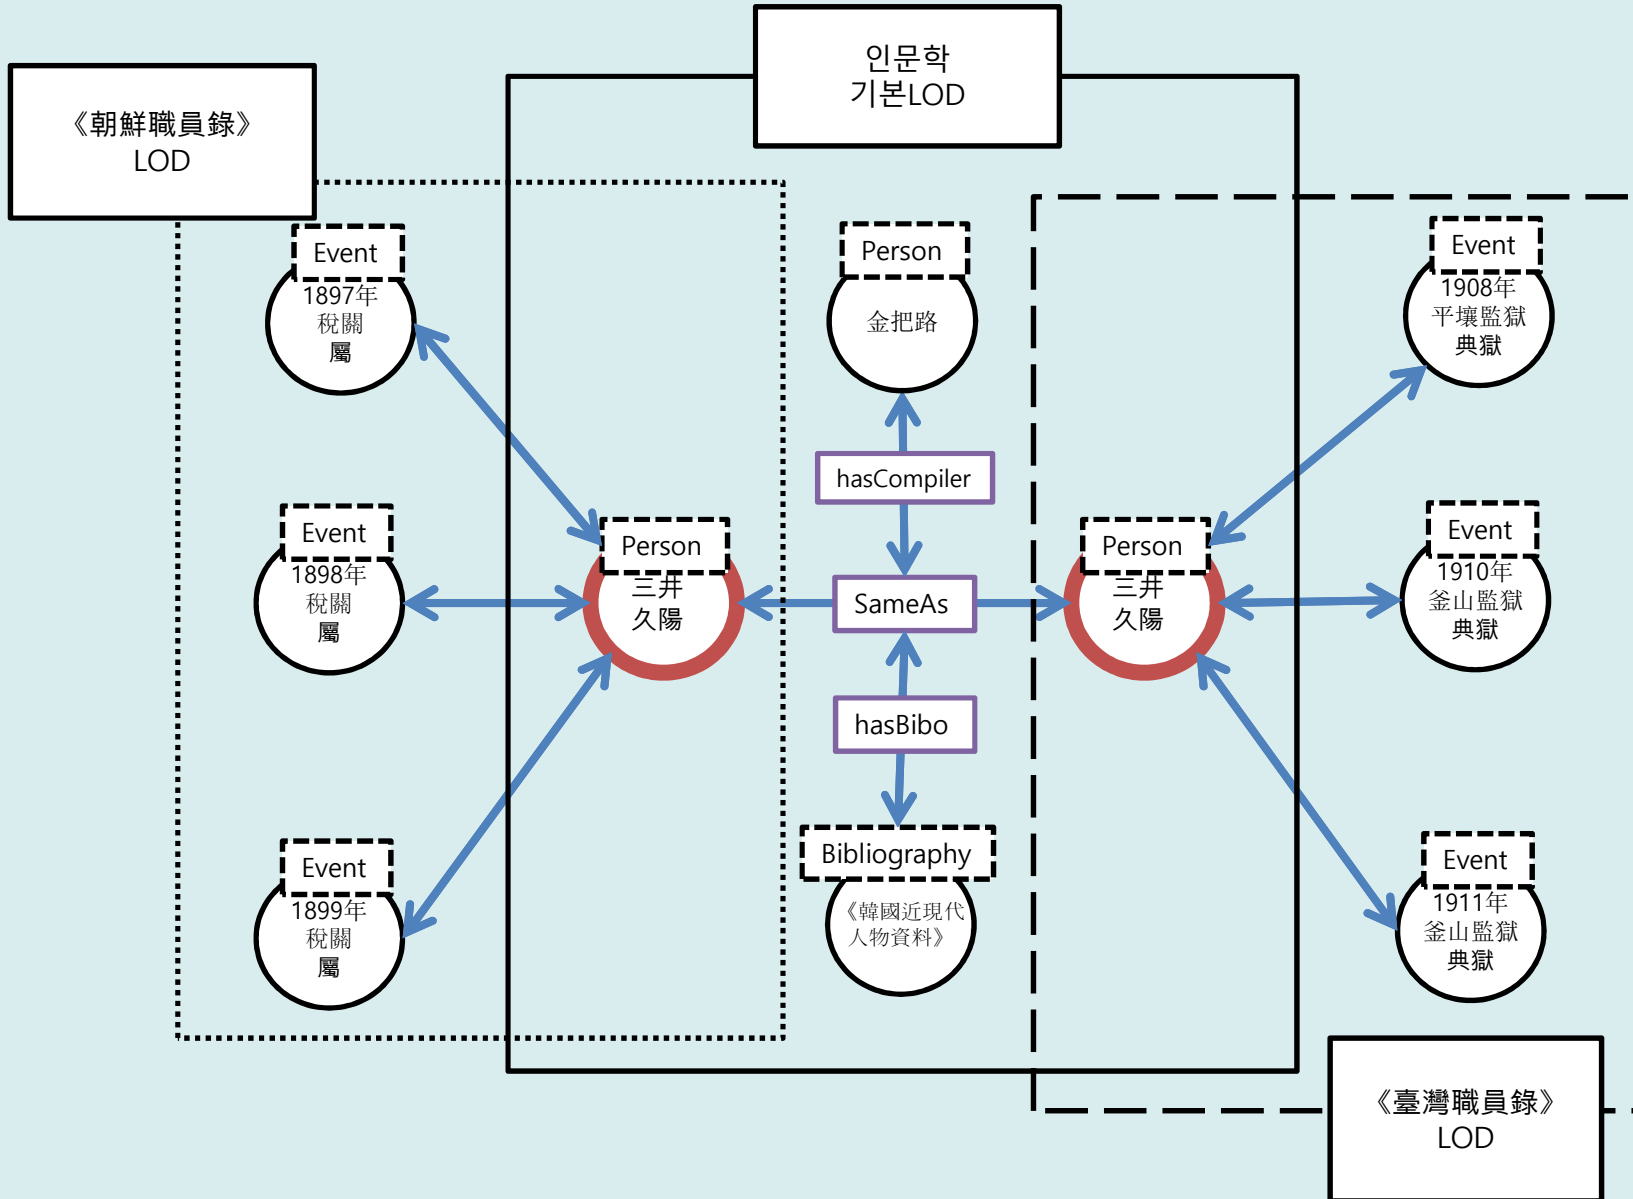 인문학
기본LOD
《朝鮮職員錄》
LOD
Event
1897年
稅關
屬
Person
金把路
Event
1908年
平壤監獄
典獄
hasCompiler
Event
1898年
稅關
屬
Person
三井
久陽
SameAs
Person
三井
久陽
Event
1910年
釜山監獄
典獄
hasBibo
Event
1899年
稅關
屬
Bibliography
《韓國近現代
人物資料》
Event
1911年
釜山監獄
典獄
《臺灣職員錄》
LOD